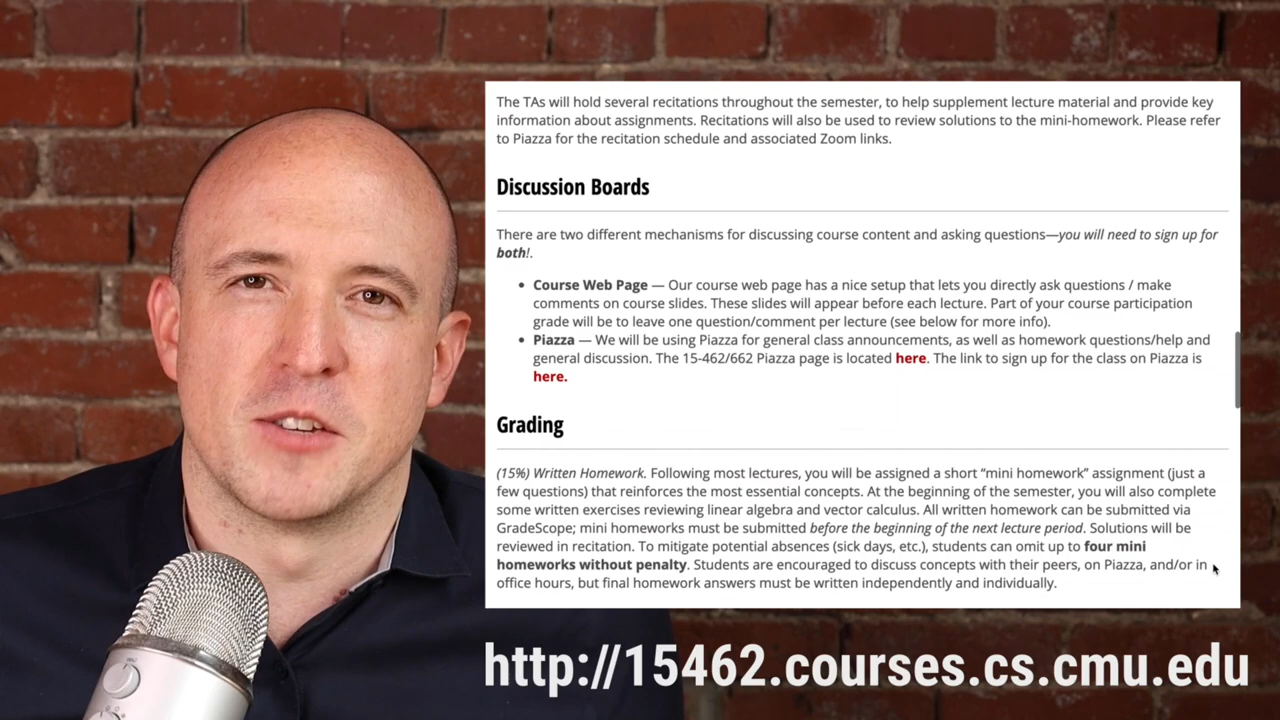 The TAs will hold several recitations throughout the semester, to help supplement lecture material and provide key
information about assignments. Recitations will also be used to review solutions to the mini-homework. Please refer
to Piazza for the recitation schedule and associated Zoom links.
Discussion Boards
There are two different mechanisms for discussing course content and asking questions—you will need to sign up for
both!.
• Course Web Page — Our course web page has a nice setup that lets you directly ask questions / make
comments on course slides. These slides will appear before each lecture. Part of your course participation
grade will be to leave one question/comment per lecture (see below for more info).
• Piazza — We will be using Piazza for general class announcements, as well as homework questions/help and
general discussion. The 15-462/662 Piazza page is located here. The link to sign up for the class on Piazza is
here.
Grading
(15%) Written Homework. Following most lectures, you will be assigned a short “mini homework” assignment (just a
few questions) that reinforces the most essential concepts. At the beginning of the semester, you will also complete
some written exercises reviewing linear algebra and vector calculus. All written homework can be submitted via
GradeScope; mini homeworks must be submitted before the beginning of the next lecture period. Solutions will be
reviewed in recitation. To mitigate potential absences (sick days, etc.), students can omit up to four mini
homeworks without penalty. Students are encouraged to discuss concepts with their peers, on Piazza, and/or in
office hours, but final homework answers must be written independently and individually.
http://15462.courses.cs.cmu.edu